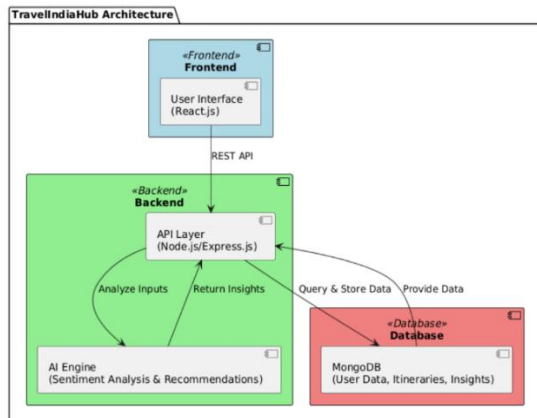 TravelIndiaHub Architecture
«Frontend»
Frontend
User Interface
(React.js)
REST API
«Backend»
Backend
API Layer
(Node.js/Express.js)
Analyze Inputs
Return Insights
Query & Store Data
Provide Data
«Database»
Database
AI Engine
(Sentiment Analysis & Recommendations)
MongoDB
(User Data, Itineraries, Insights)